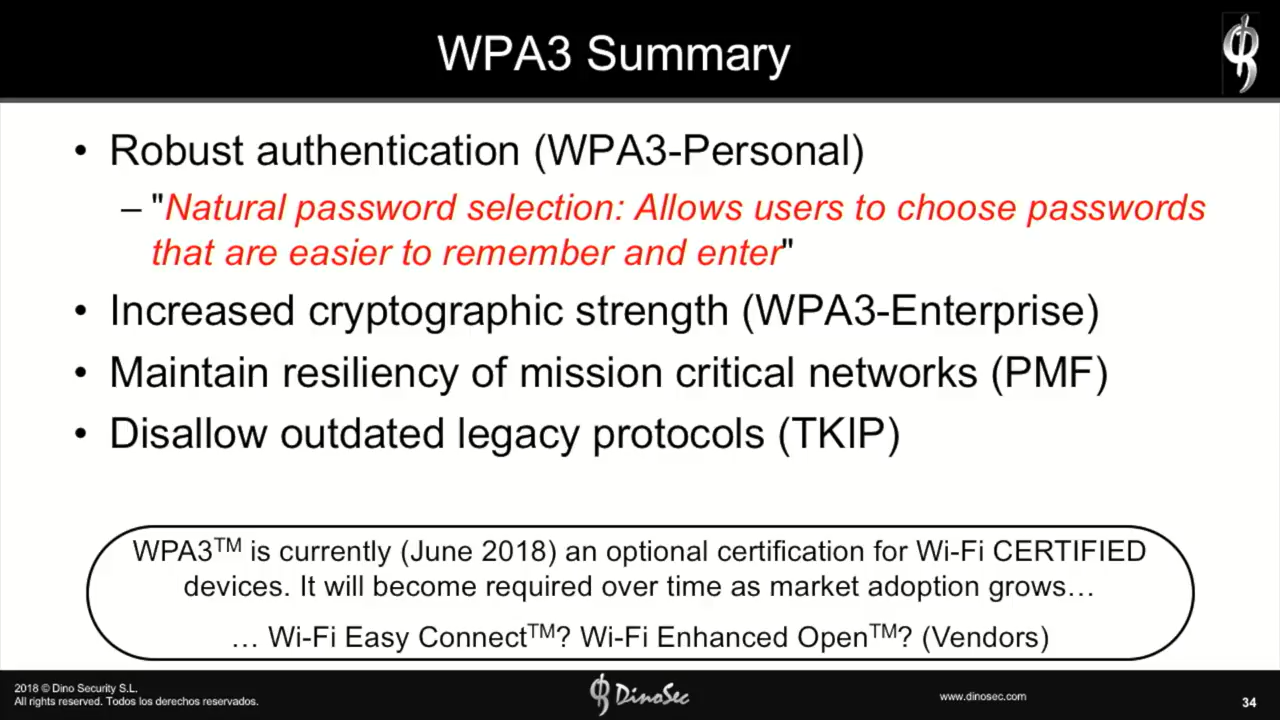 WPA3 Summary
• Robust authentication (WPA3-Personal)
– "Natural password selection: Allows users to choose passwords
that are easier to remember and enter"
• Increased cryptographic strength (WPA3-Enterprise)
• Maintain resiliency of mission critical networks (PMF)
• Disallow outdated legacy protocols (TKIP)
WPA3™ is currently (June 2018) an optional certification for Wi-Fi CERTIFIED
devices. It will become required over time as market adoption grows…
… Wi-Fi Easy Connect™? Wi-Fi Enhanced Open™? (Vendors)
2018 © Dino Security S.L.
All rights reserved. Todos los derechos reservados.
DinoSec
www.dinosec.com
34